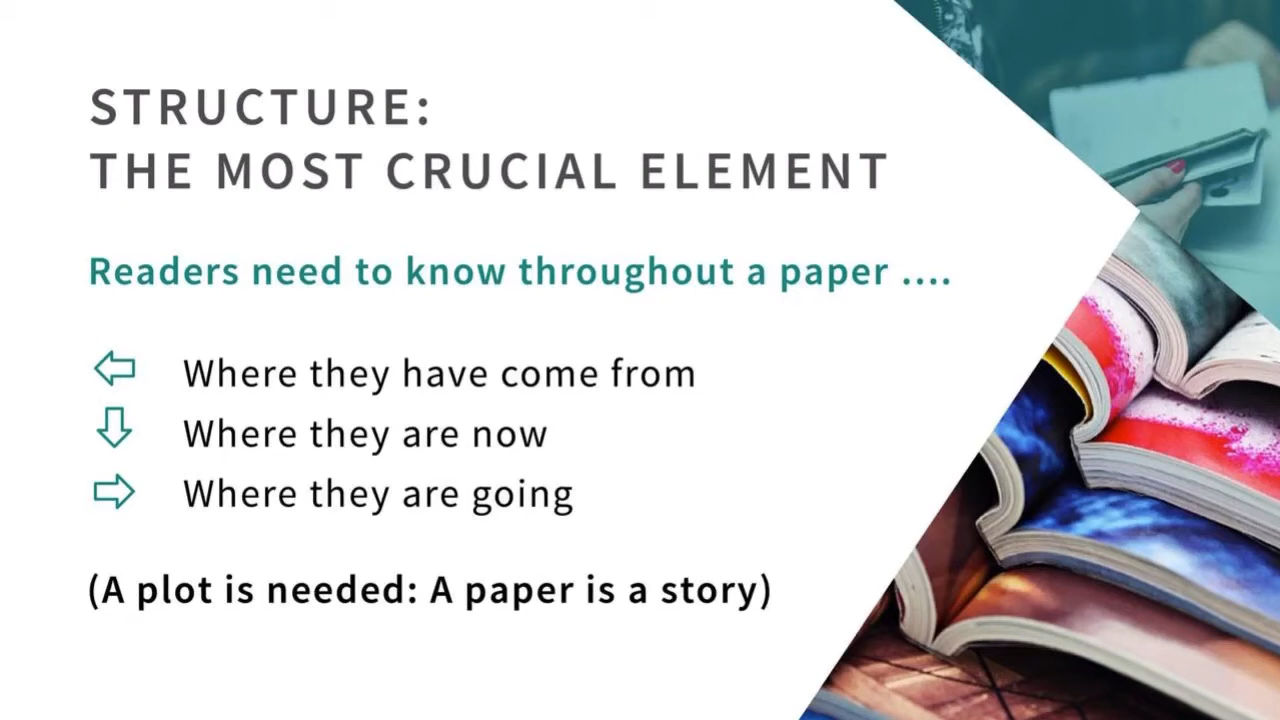 STRUCTURE:
THE MOST CRUCIAL ELEMENT
Readers need to know throughout a paper ....
Where they have come from
Where they are now
Where they are going
(A plot is needed: A paper is a story)